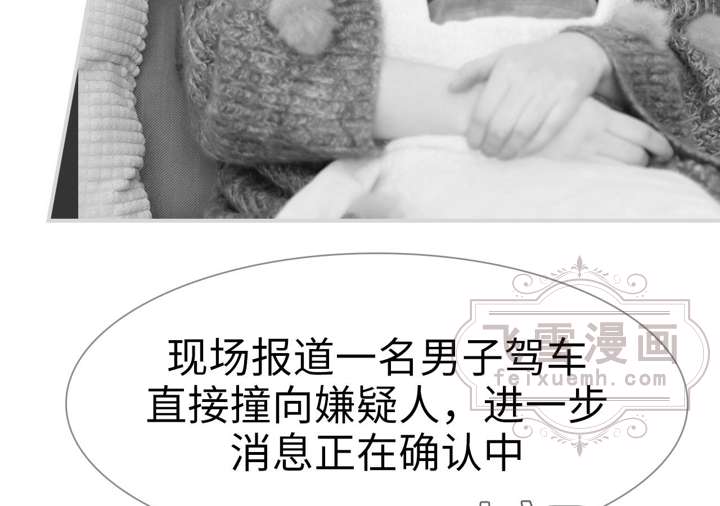 飞雪漫画
feixuemh.com
现场报道一名男子驾车
直接撞向嫌疑人，进一步
消息正在确认中